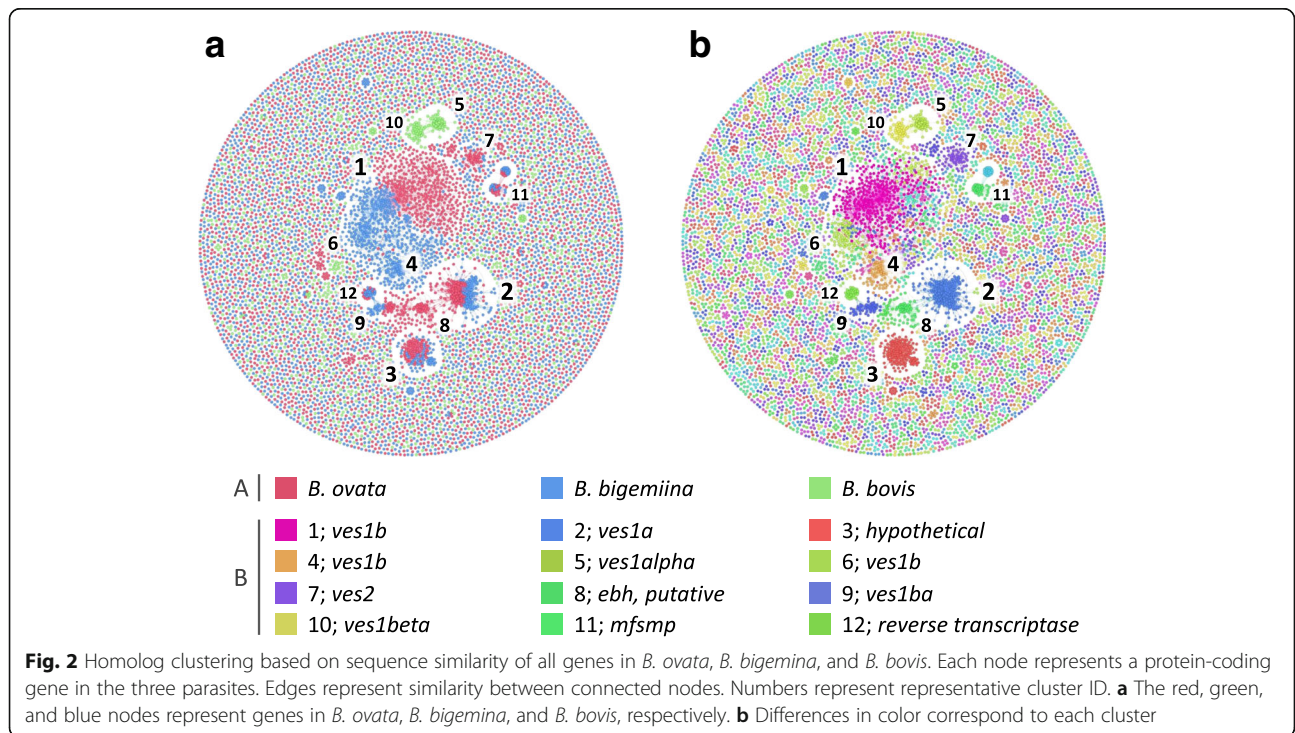 a
b
5
10
7
1
11
6
4
12
2
9
8
3
5
10
7
1
11
6
4
12
2
9
8
3
A B. ovata B. bigemiina B. bovis
B 1; ves1b 2; ves1a 3; hypothetical
4; ves1b 5; ves1alpha 6; ves1b
7; ves2 8; ebh, putative 9; ves1ba
10; ves1beta 11; mfsmp 12; reverse transcriptase
Fig. 2 Homolog clustering based on sequence similarity of all genes in B. ovata, B. bigemina, and B. bovis. Each node represents a protein-coding
gene in the three parasites. Edges represent similarity between connected nodes. Numbers represent representative cluster ID. a The red, green,
and blue nodes represent genes in B. ovata, B. bigemina, and B. bovis, respectively. b Differences in color correspond to each cluster